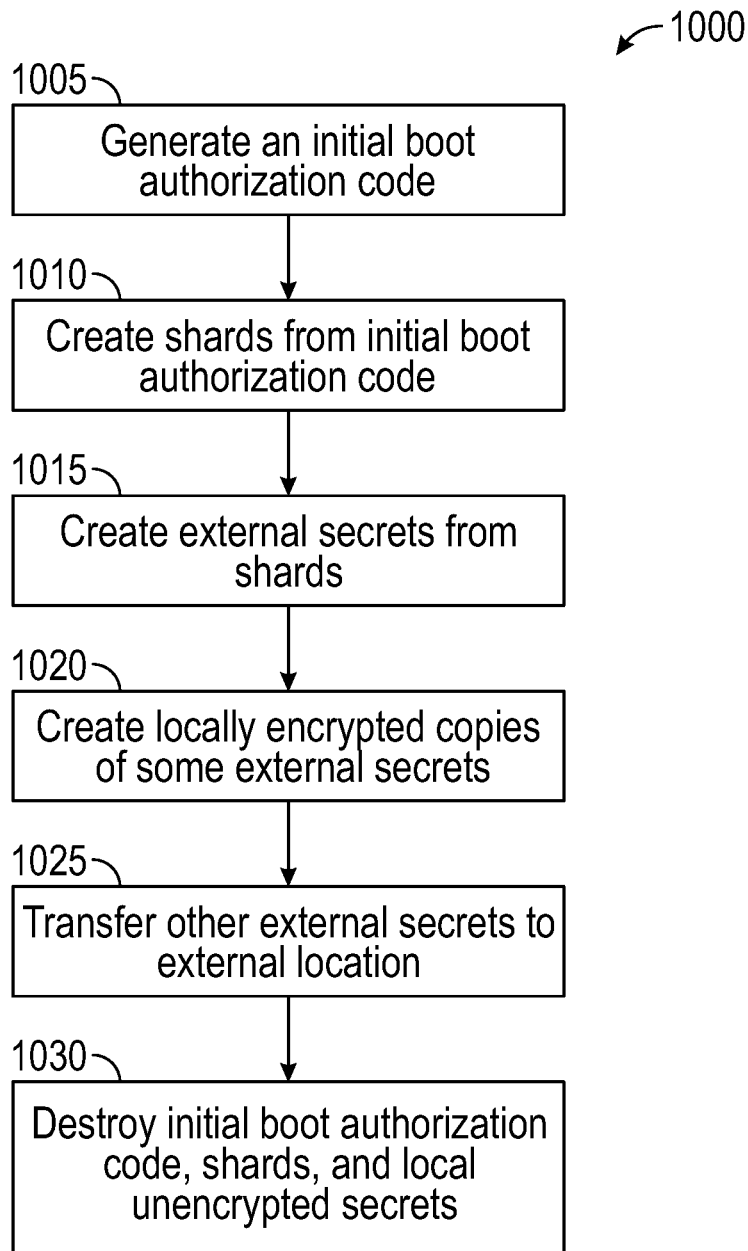 1000
1005
Generate an initial boot
authorization code
1010
Create shards from initial boot
authorization code
1015
Create external secrets from
shards
1020
Create locally encrypted copies
of some external secrets
1025
Transfer other external secrets to
external location
1030
Destroy initial boot authorization
code, shards, and local
unencrypted secrets